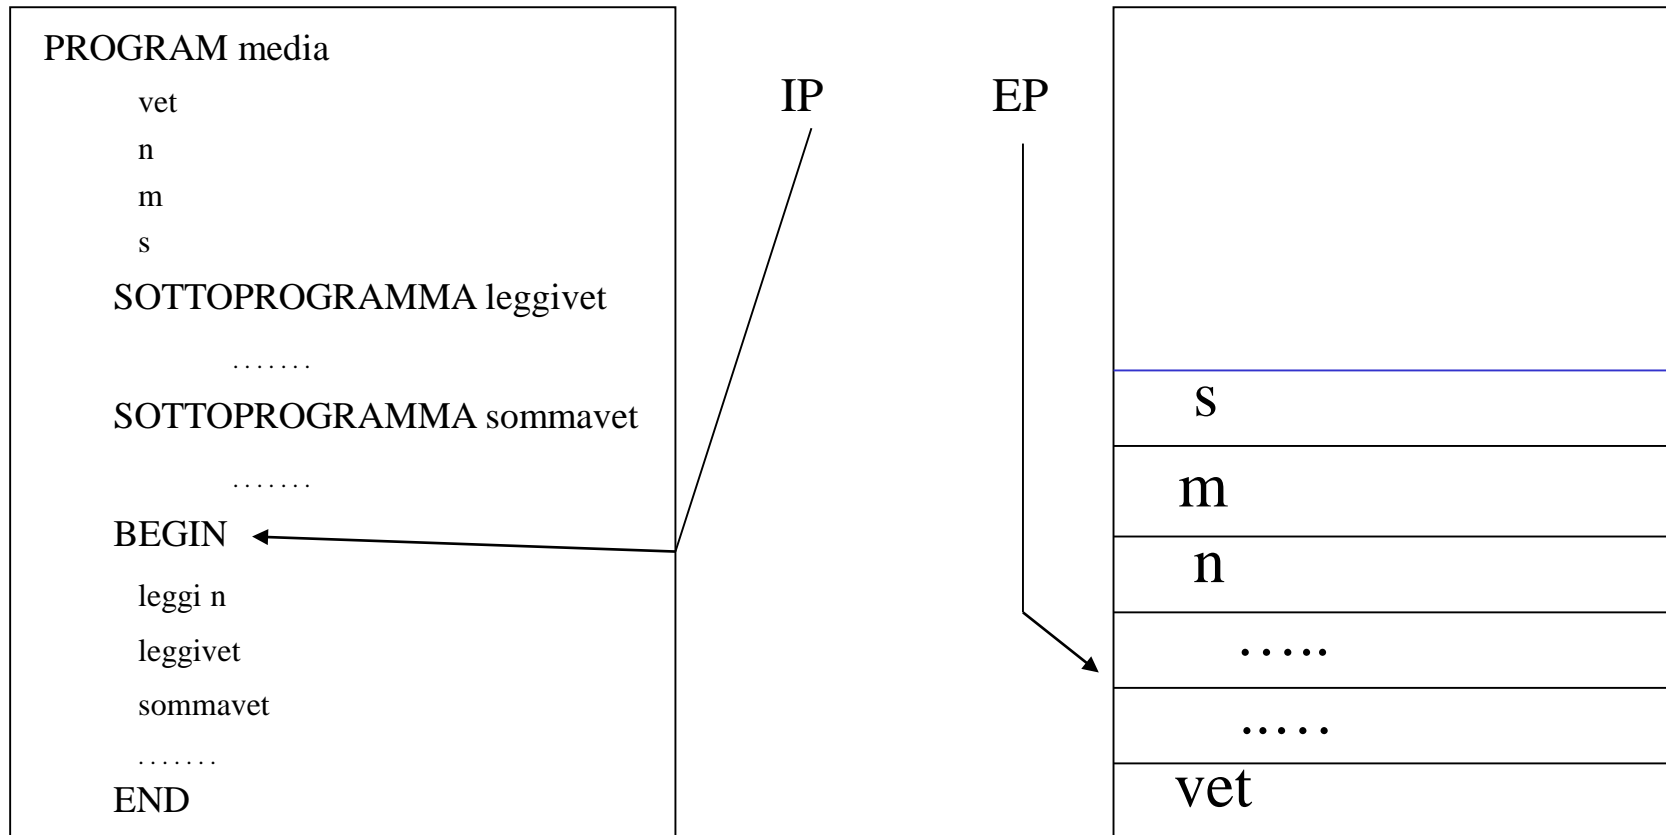 PROGRAM media
vet
n
m
s
SOTTOPROGRAMMA leggivet
.......
SOTTOPROGRAMMA sommavet
.......
BEGIN
leggi n
leggivet
sommavet
.......
END
IP
EP
s
m
n
.....
.....
vet